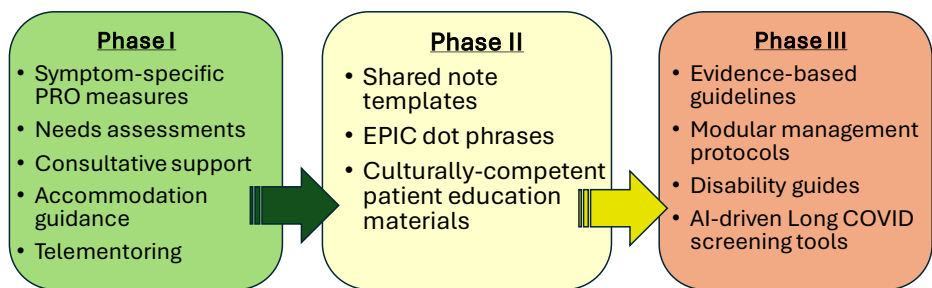 Phase I
• Symptom-specific
PRO measures
• Needs assessments
• Consultative support
• Accommodation
guidance
• Telementoring
Phase II
• Shared note
templates
• EPIC dot phrases
• Culturally-competent
patient education
materials
Phase III
• Evidence-based
guidelines
• Modular management
protocols
• Disability guides
• AI-driven Long COVID
screening tools